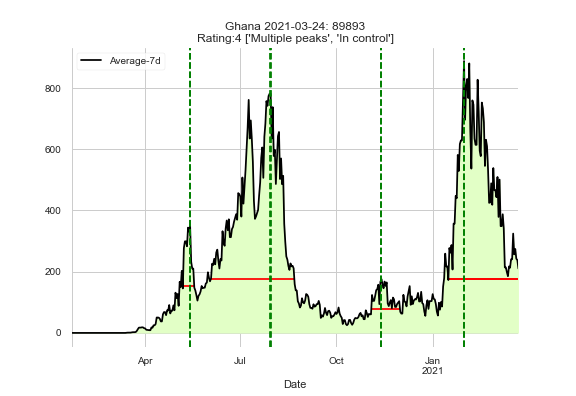 Ghana 2021-03-24: 89893
Rating:4 ['Multiple peaks', 'In control']
Average-7d
800
600
400
200
0
Apr
Jul
Oct
Jan
2021
Date